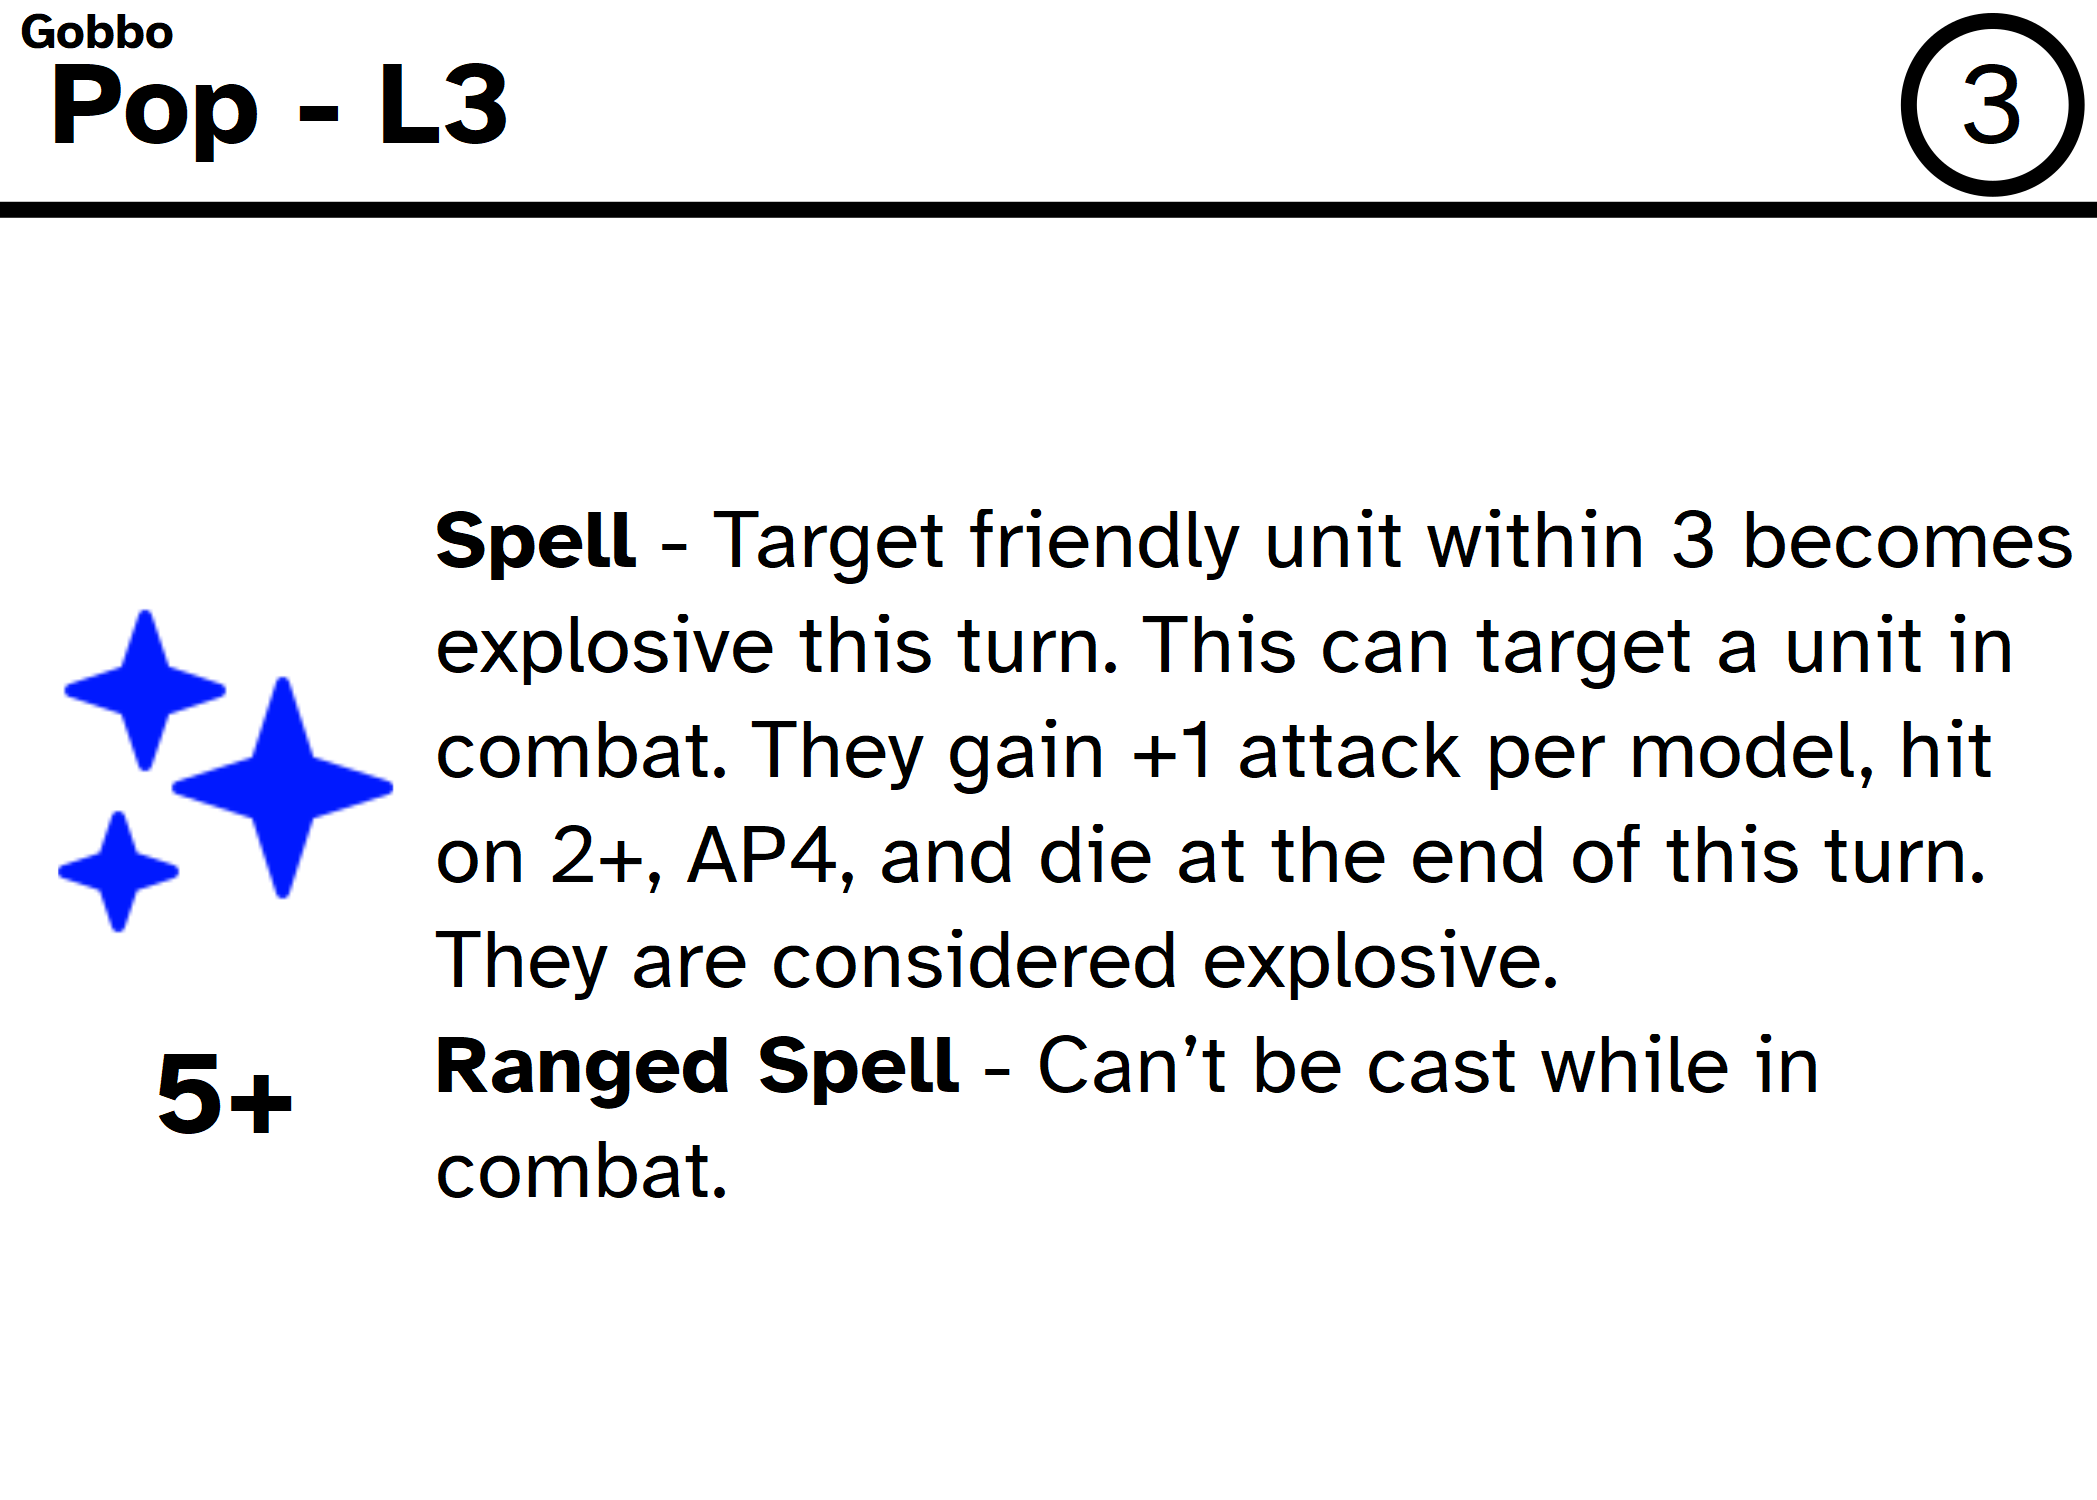 Gobbo
Pop - L3
3
Spell - Target friendly unit within 3 becomes
explosive this turn. This can target a unit in
combat. They gain +1 attack per model, hit
on 2+, AP4, and die at the end of this turn.
They are considered explosive.
Ranged Spell - Can’t be cast while in
combat.
5+